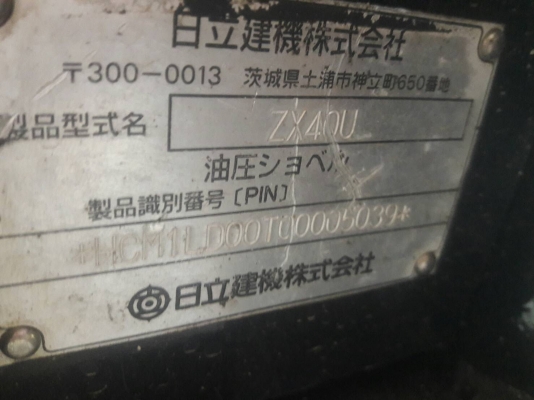 日立建機株式会社
〒300-0013 茨城県土浦市神立町650番地
製品型式名 ZX40U
油圧ショベル
製品識別番号〔PIN〕
日立建機株式会社